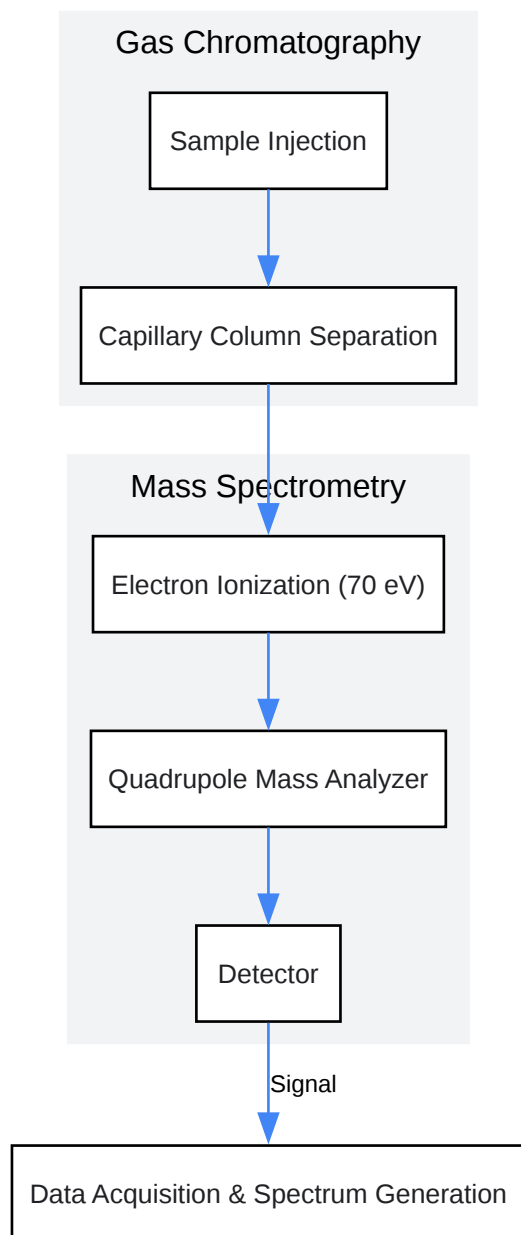 Gas Chromatography
Sample Injection
Capillary Column Separation
Mass Spectrometry
Electron Ionization (70 eV)
Quadrupole Mass Analyzer
Detector
Signal
Data Acquisition & Spectrum Generation